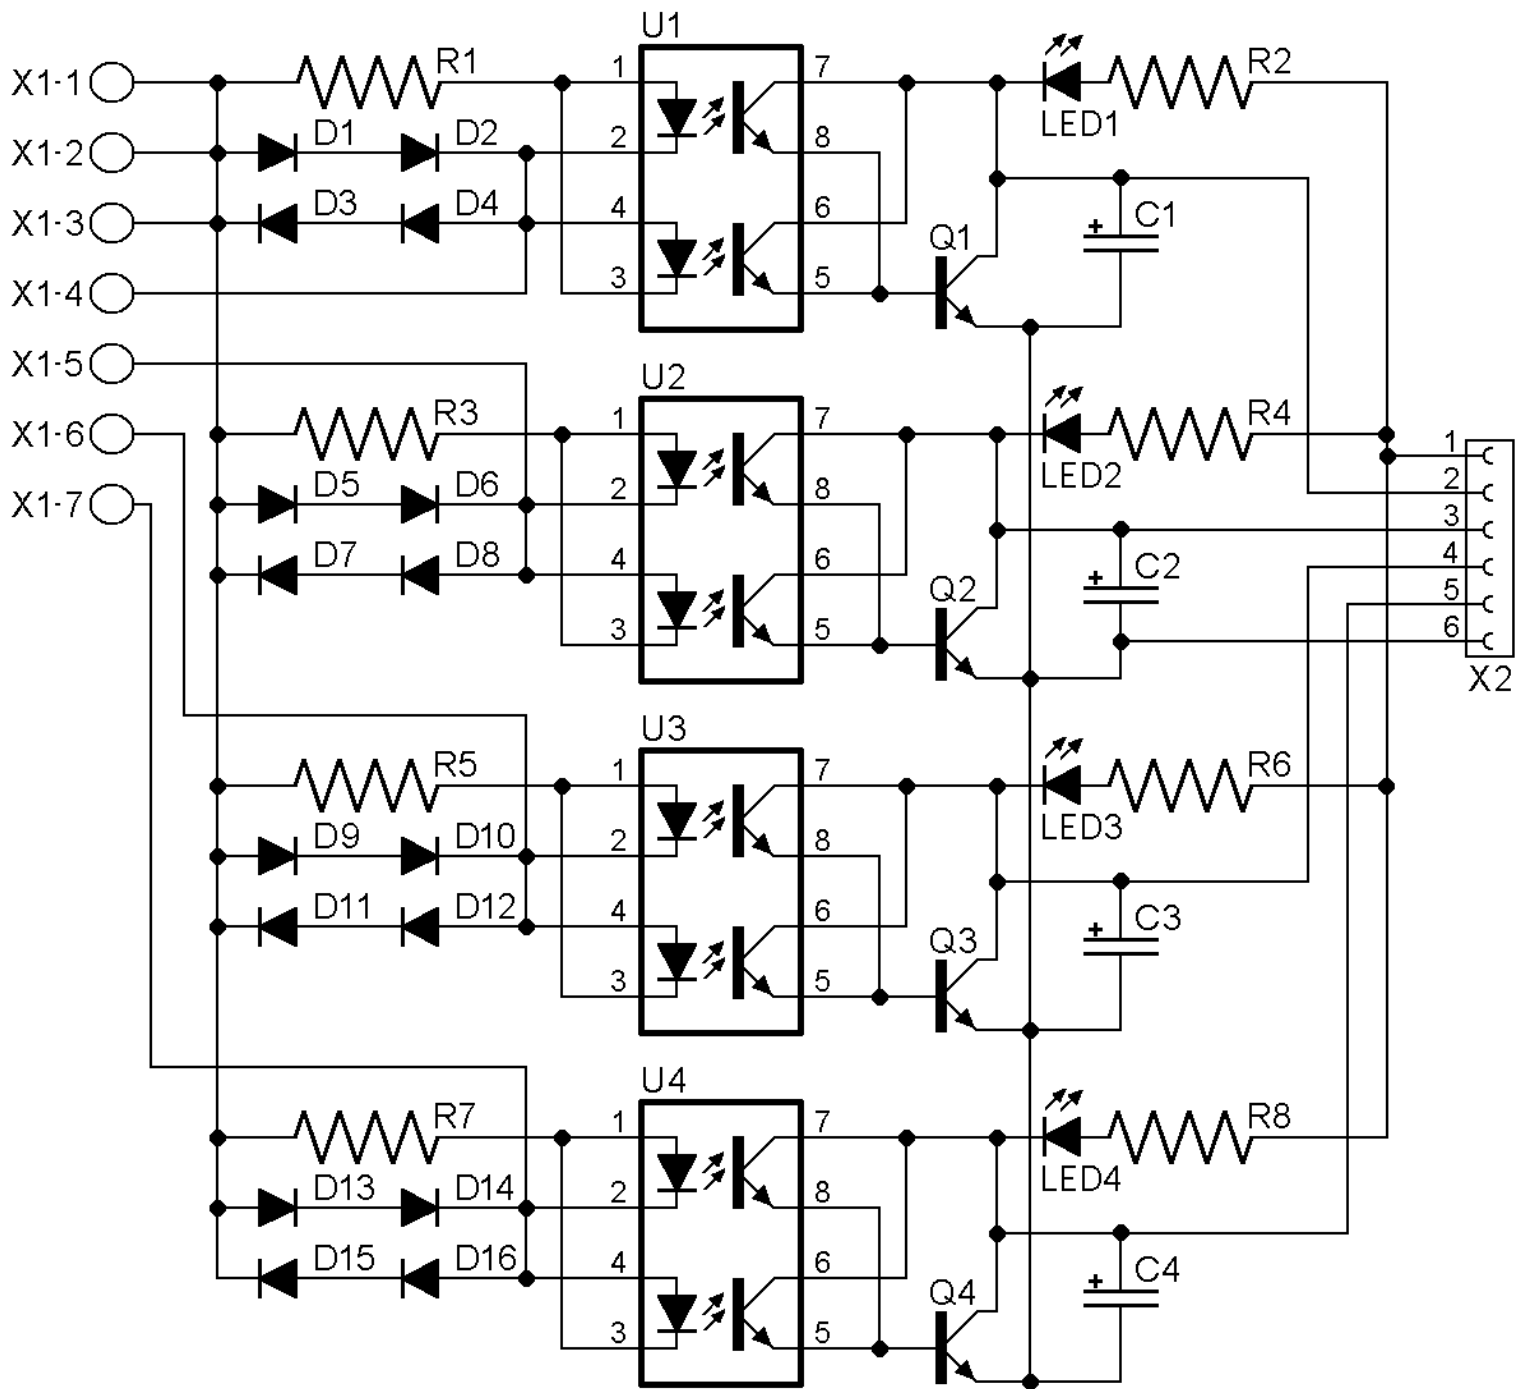 U1
X1-1 R1 1 7 LED1 R2
X1-2 D1 D2 2 8
X1-3 D3 D4 4 6 Q1 + C1
X1-4 3 5
X1-5
U2
X1-6 R3 1 7 LED2 R4 1
X1-7 D5 D6 2 8 2
3
D7 D8 4 6 Q2 + C2 4
5
3 5 6
X2
U3
R5 1 7 LED3 R6
D9 D10 2 8
D11 D12 4 6 Q3 + C3
3 5
U4
R7 1 7 LED4 R8
D13 D14 2 8
D15 D16 4 6 Q4 + C4
3 5